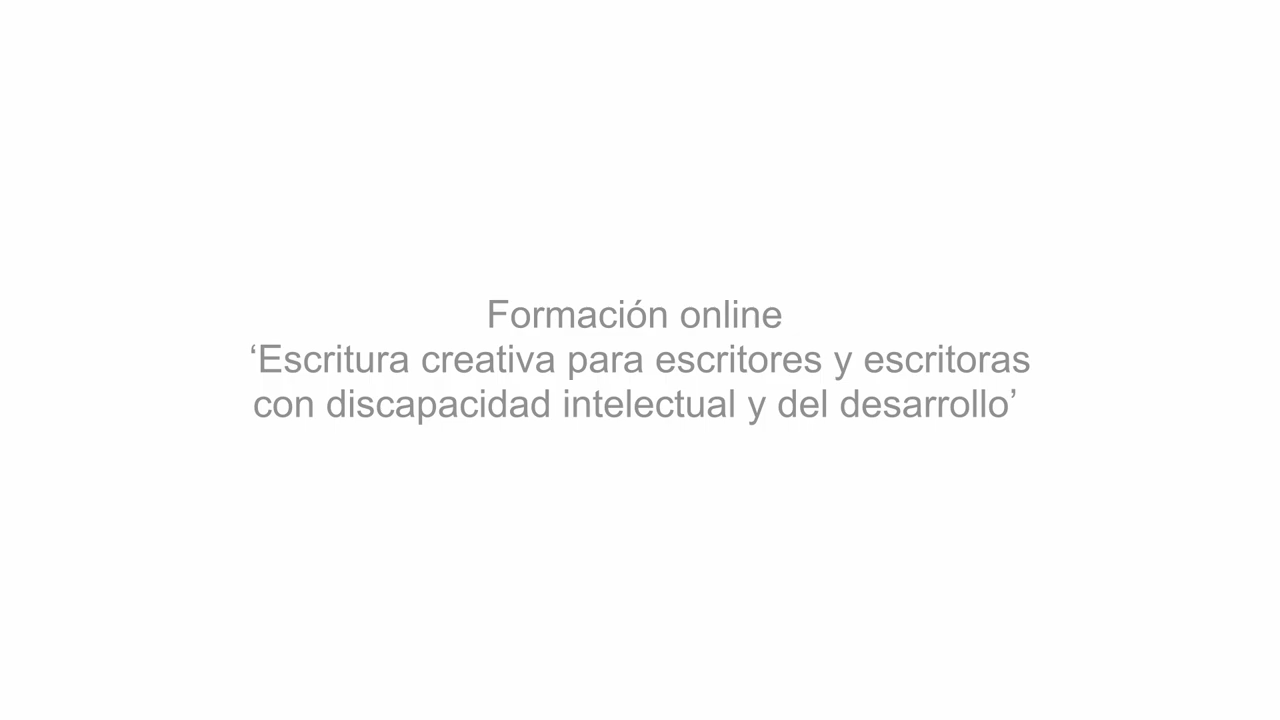 Formación online
‘Escritura creativa para escritores y escritoras
con discapacidad intelectual y del desarrollo’